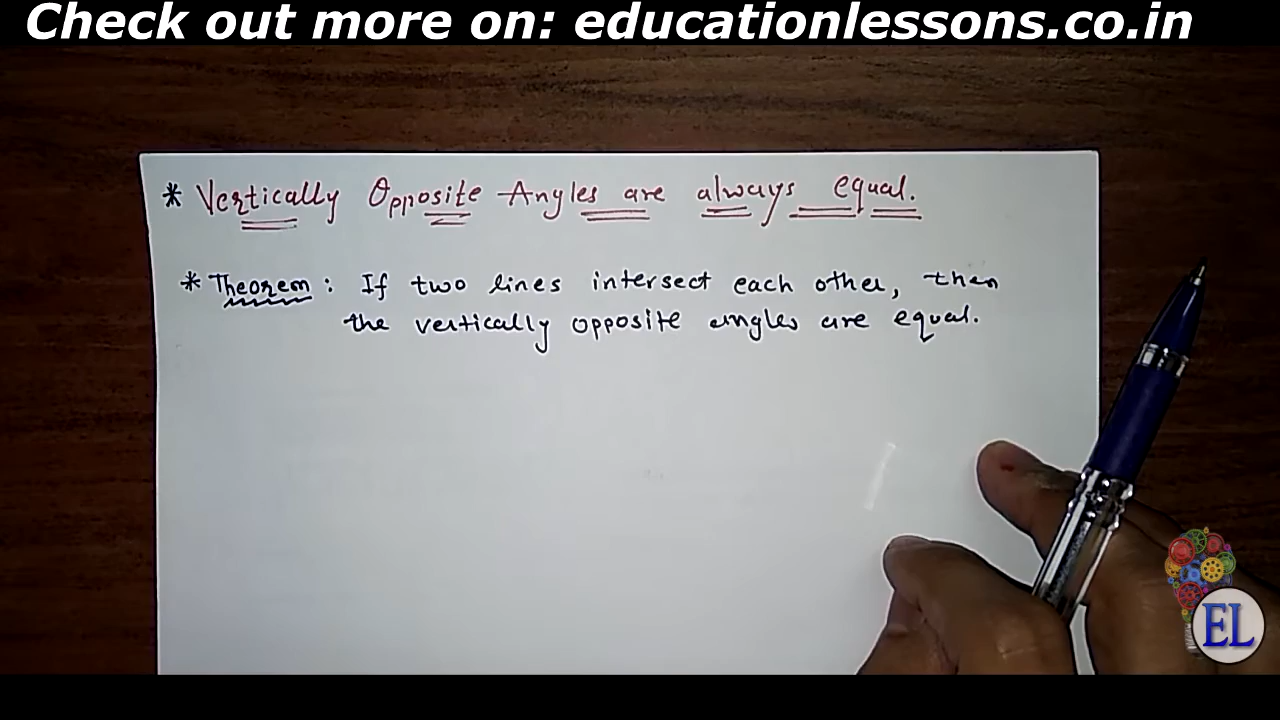 Check out more on: educationlessons.co.in
* Vertically Opposite Angles are always equal.
* Theorem : If two lines intersect each other, then
the vertically opposite angles are equal.
EL